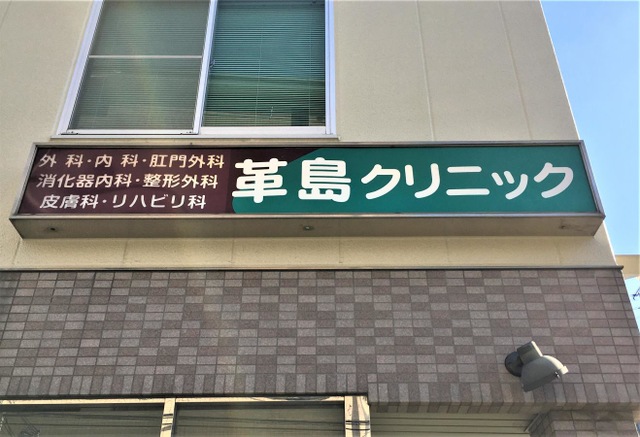 外科・内科・肛門外科
消化器内科・整形外科
皮膚科・リハビリ科
革島クリニック